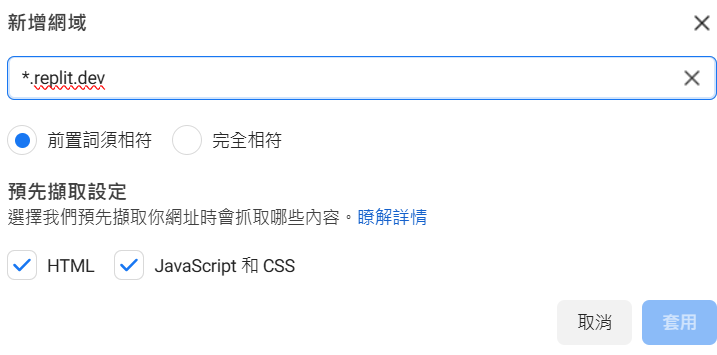 新增網域
*.replit.dev
前置詞須相符 完全相符
預先擷取設定
選擇我們預先擷取你網址時會抓取哪些內容。瞭解詳情
HTML JavaScript 和 CSS
取消 套用